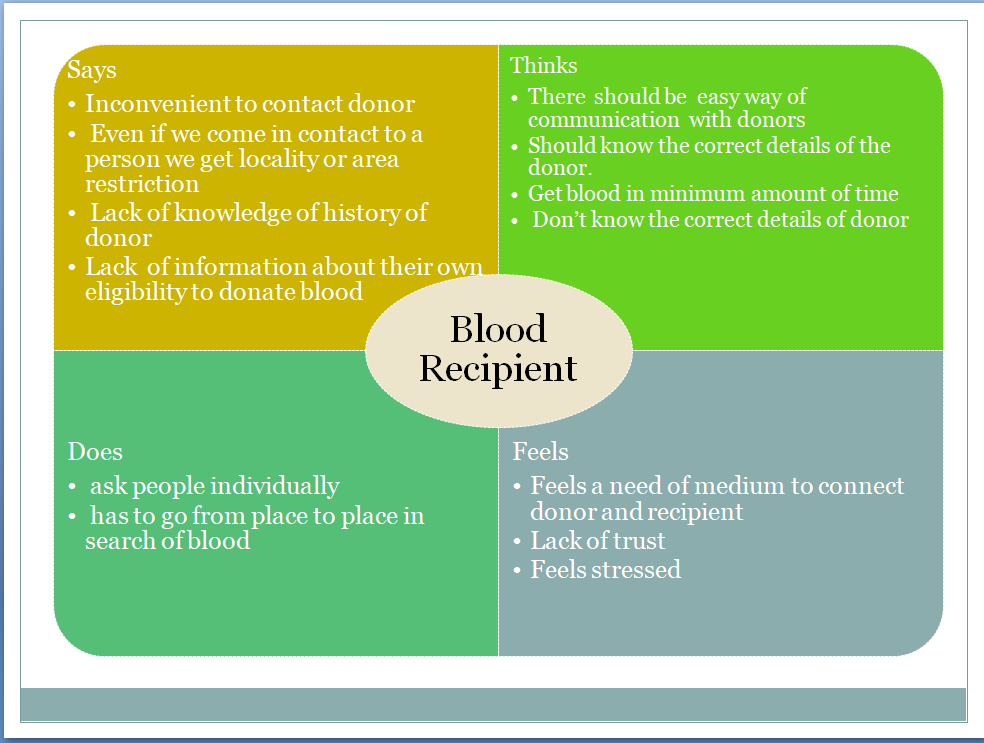 Says
• Inconvenient to contact donor
• Even if we come in contact to a
person we get locality or area
restriction
• Lack of knowledge of history of
donor
• Lack of information about their own
eligibility to donate blood
Thinks
• There should be easy way of
communication with donors
• Should know the correct details of the
donor.
• Get blood in minimum amount of time
• Don’t know the correct details of donor
Blood
Recipient
Does
• ask people individually
• has to go from place to place in
search of blood
Feels
• Feels a need of medium to connect
donor and recipient
• Lack of trust
• Feels stressed